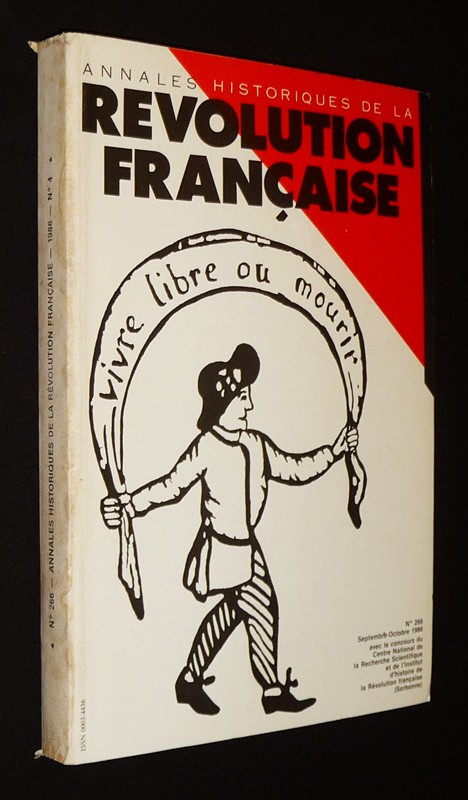 ANNALES HISTORIQUES DE LA
REVOLUTION
FRANÇAISE
vivre libre ou mourir
N° 266
Septembre-Octobre 1986
avec le concours du
Centre National de
la Recherche Scientifique
et de l'Institut
d'histoire de
la Révolution française
(Sorbonne)
ISSN 0003-4436
N° 266 — ANNALES HISTORIQUES DE LA RÉVOLUTION FRANÇAISE — 1986 — N° 4